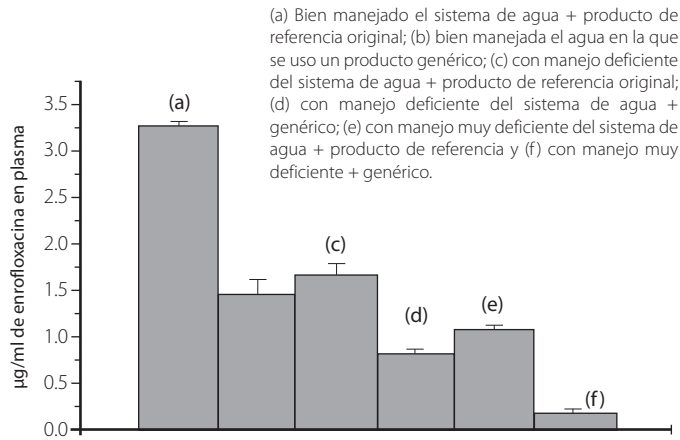 (a) Bien manejado el sistema de agua + producto de
referencia original; (b) bien manejada el agua en la que
se uso un producto genérico; (c) con manejo deficiente
del sistema de agua + producto de referencia original;
(d) con manejo deficiente del sistema de agua +
genérico; (e) con manejo muy deficiente del sistema de
agua + producto de referencia y (f) con manejo muy
deficiente + genérico.
µg/ml de enrofloxacina en plasma
3.5
3.0
2.5
2.0
1.5
1.0
0.5
0.0
(a)
(c)
(d)
(e)
(f)